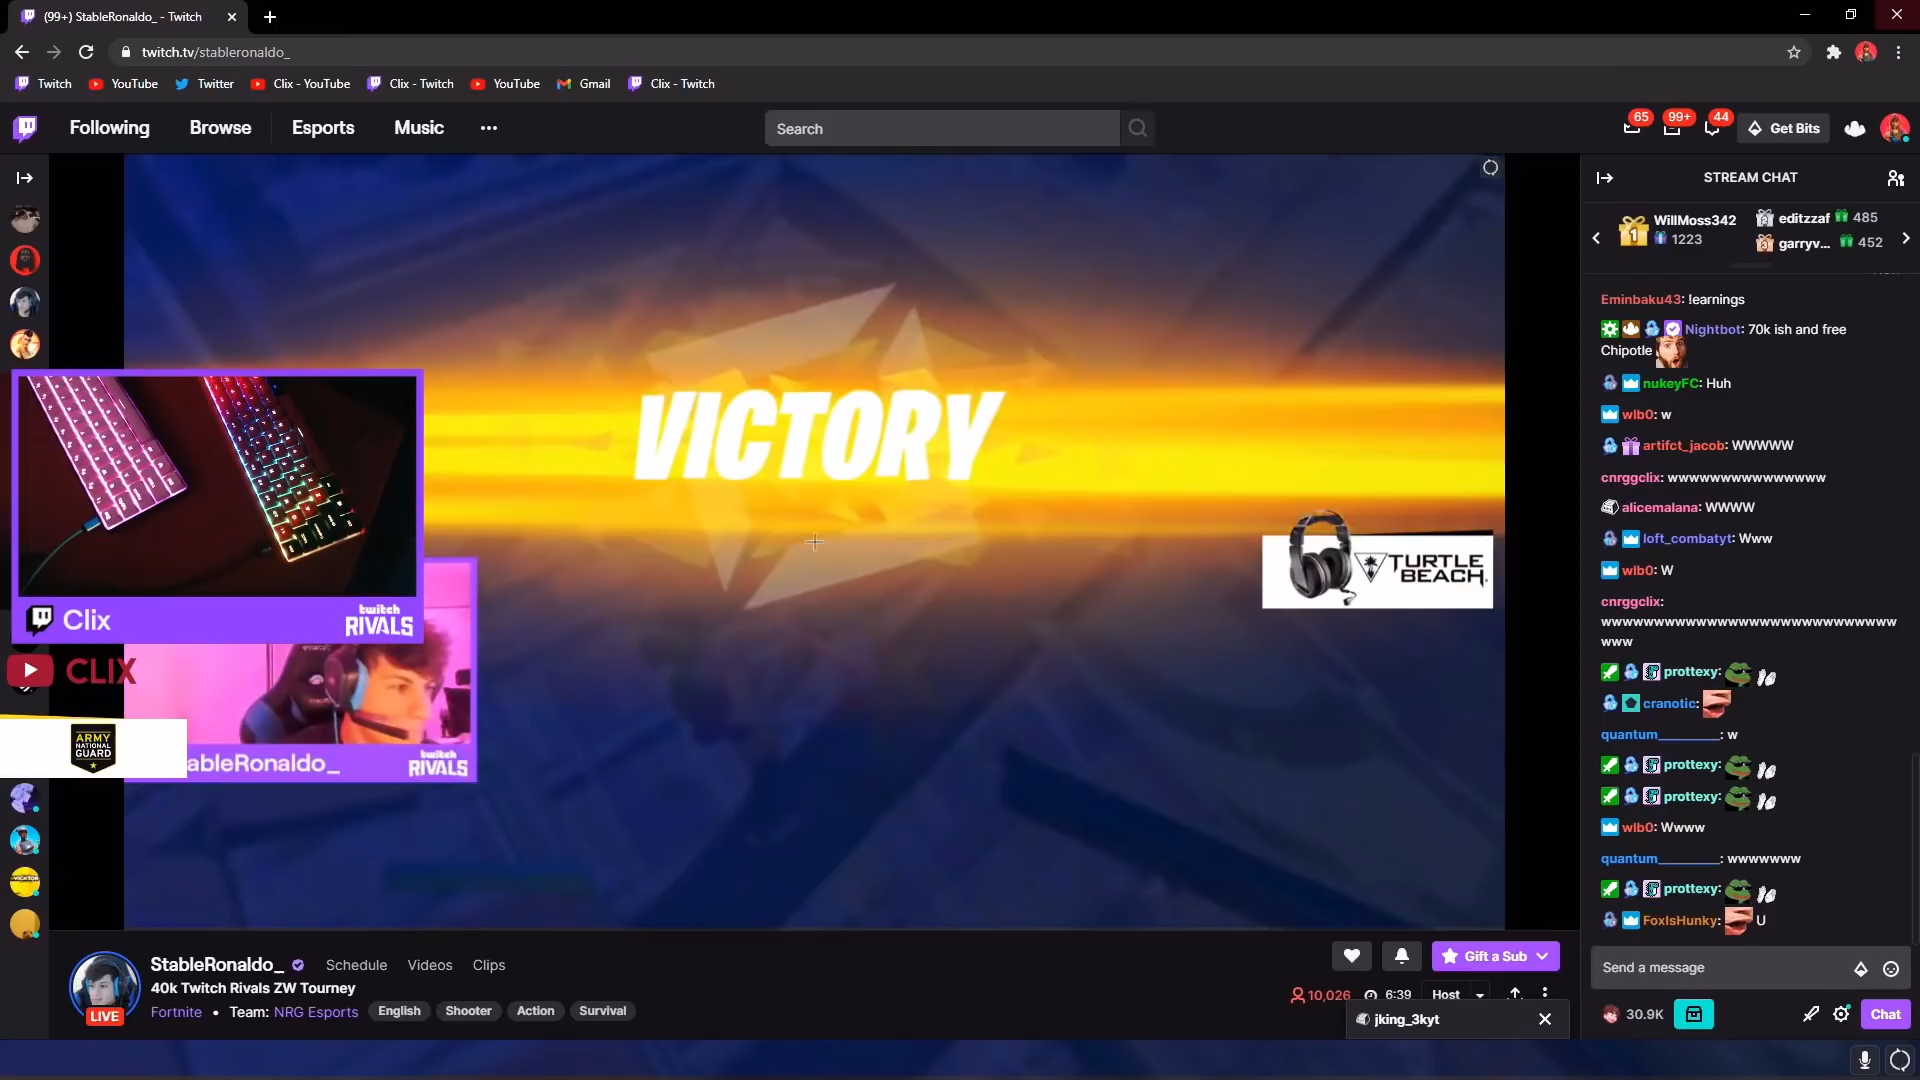 (99+) StableRonaldo_ - Twitch
twitch.tv/stableronaldo_
Twitch
YouTube
Twitter
Clix - YouTube
Clix - Twitch
YouTube
Gmail
Clix - Twitch
Following
Browse
Esports
Music
Search
65
99+
44
Get Bits
STREAM CHAT
1
WillMoss342
1223
editzzaf 485
garryv... 452
Eminbaku43: !earnings
Nightbot: 70k ish and free
Chipotle
nukeyFC: Huh
wlb0: w
artifct_jacob: WWWWW
cnrggclix: wwwwwwwwwwwwwww
alicemalana: WWWW
loft_combatyt: Www
wlb0: W
cnrggclix:
wwwwwwwwwwwwwwwwwwwwwwwwwwww
www
prottexy:
cranotic:
quantum________: w
prottexy:
prottexy:
wlb0: Wwww
quantum________: wwwwwww
prottexy:
FoxIsHunky: U
Send a message
30.9K
Chat
VICTORY
TURTLE
BEACH
Clix
twitch
RIVALS
CLIX
ARMY
NATIONAL
GUARD
ableRonaldo_
twitch
RIVALS
StableRonaldo_
Schedule
Videos
Clips
40k Twitch Rivals ZW Tourney
Fortnite • Team: NRG Esports
English
Shooter
Action
Survival
LIVE
Gift a Sub
10,026
6:39
Host
jking_3kyt